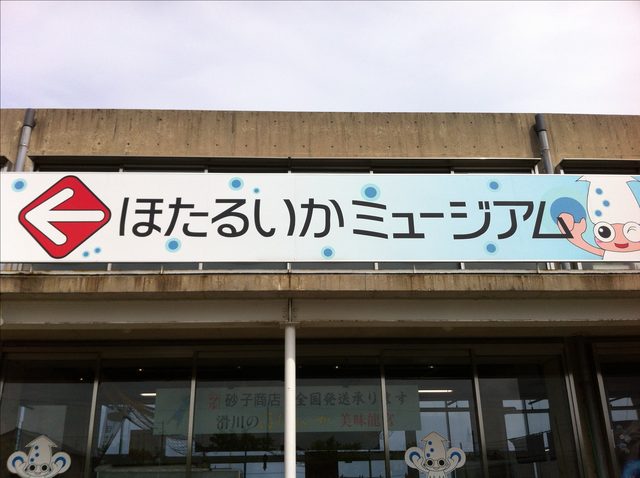 ほたるいかミュージアム
砂子商店 全国発送承ります
滑川の 美味